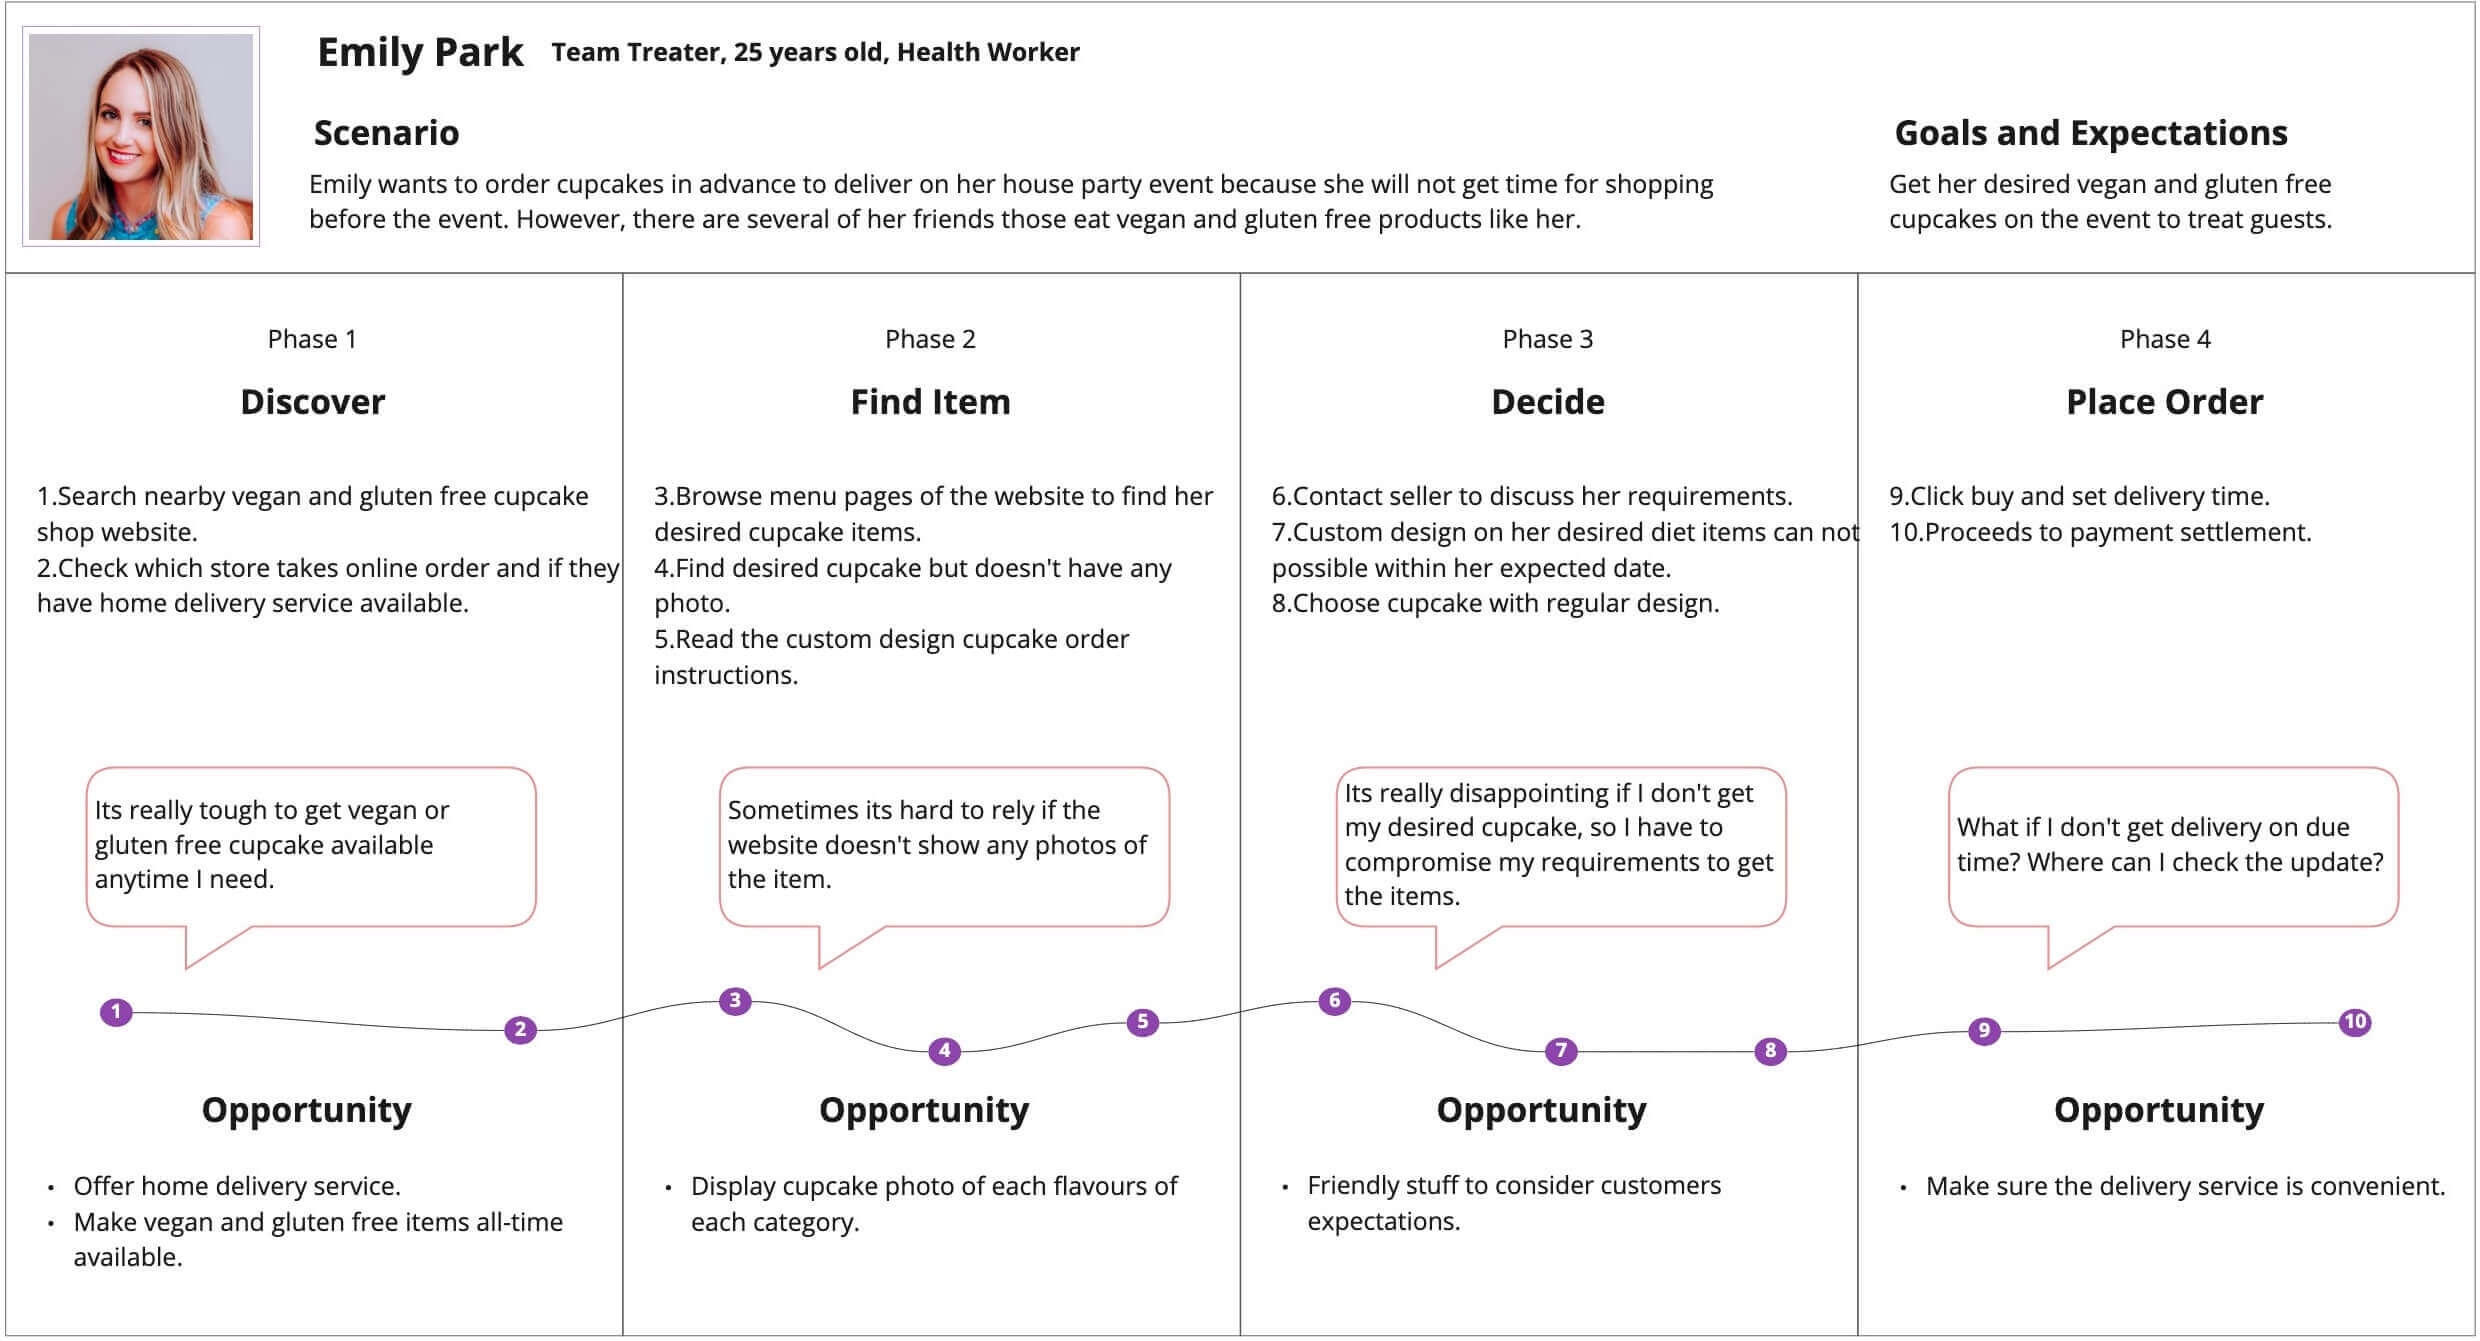 Emily Park Team Treater, 25 years old, Health Worker
Scenario
Emily wants to order cupcakes in advance to deliver on her house party event because she will not get time for shopping
before the event. However, there are several of her friends those eat vegan and gluten free products like her.
Goals and Expectations
Get her desired vegan and gluten free
cupcakes on the event to treat guests.
Phase 1
Discover
1.Search nearby vegan and gluten free cupcake
shop website.
2.Check which store takes online order and if they
have home delivery service available.
Its really tough to get vegan or
gluten free cupcake available
anytime I need.
1
2
Opportunity
• Offer home delivery service.
• Make vegan and gluten free items all-time
available.
Phase 2
Find Item
3.Browse menu pages of the website to find her
desired cupcake items.
4.Find desired cupcake but doesn't have any
photo.
5.Read the custom design cupcake order
instructions.
Sometimes its hard to rely if the
website doesn't show any photos of
the item.
3
4
5
Opportunity
• Display cupcake photo of each flavours of
each category.
Phase 3
Decide
6.Contact seller to discuss her requirements.
7.Custom design on her desired diet items can not
possible within her expected date.
8.Choose cupcake with regular design.
Its really disappointing if I don't get
my desired cupcake, so I have to
compromise my requirements to get
the items.
6
7
8
Opportunity
• Friendly stuff to consider customers
expectations.
Phase 4
Place Order
9.Click buy and set delivery time.
10.Proceeds to payment settlement.
What if I don't get delivery on due
time? Where can I check the update?
9
10
Opportunity
• Make sure the delivery service is convenient.